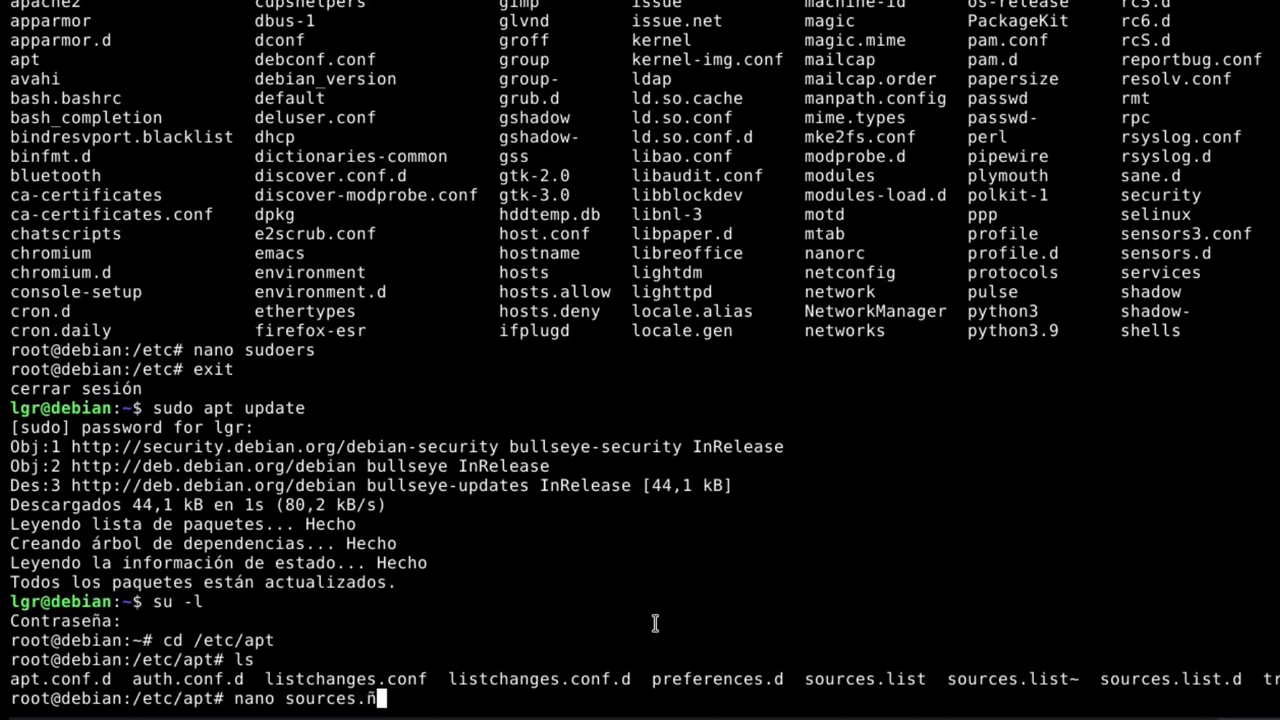 apache2 cupshelpers gimp issue machine-id os-release rc5.d
apparmor dbus-1 glvnd issue.net magic PackageKit rc6.d
apparmor.d dconf groff kernel magic.mime pam.conf rcS.d
apt debconf.conf group kernel-img.conf mailcap pam.d reportbug.conf
avahi debian_version group- ldap mailcap.order papersize resolv.conf
bash.bashrc default grub.d ld.so.cache manpath.config passwd rmt
bash_completion deluser.conf gshadow ld.so.conf mime.types passwd- rpc
bindresvport.blacklist dhcp gshadow- ld.so.conf.d mke2fs.conf perl rsyslog.conf
binfmt.d dictionaries-common gss libao.conf modprobe.d pipewire rsyslog.d
bluetooth discover.conf.d gtk-2.0 libaudit.conf modules plymouth sane.d
ca-certificates discover-modprobe.conf gtk-3.0 libblockdev modules-load.d polkit-1 security
ca-certificates.conf dpkg hddtemp.db libnl-3 motd ppp selinux
chatscripts e2scrub.conf host.conf libpaper.d mtab profile sensors3.conf
chromium emacs hostname libreoffice nanorc profile.d sensors.d
chromium.d environment hosts lightdm netconfig protocols services
console-setup environment.d hosts.allow lighttpd network pulse shadow
cron.d ethertypes hosts.deny locale.alias NetworkManager python3 shadow-
cron.daily firefox-esr ifplugd locale.gen networks python3.9 shells
root@debian:/etc# nano sudoers
root@debian:/etc# exit
cerrar sesión
lgr@debian:~$ sudo apt update
[sudo] password for lgr:
Obj:1 http://security.debian.org/debian-security bullseye-security InRelease
Obj:2 http://deb.debian.org/debian bullseye InRelease
Des:3 http://deb.debian.org/debian bullseye-updates InRelease [44,1 kB]
Descargados 44,1 kB en 1s (80,2 kB/s)
Leyendo lista de paquetes... Hecho
Creando árbol de dependencias... Hecho
Leyendo la información de estado... Hecho
Todos los paquetes están actualizados.
lgr@debian:~$ su -l
Contraseña:
root@debian:~# cd /etc/apt
root@debian:/etc/apt# ls
apt.conf.d auth.conf.d listchanges.conf listchanges.conf.d preferences.d sources.list sources.list~ sources.list.d tr
root@debian:/etc/apt# nano sources.ñ